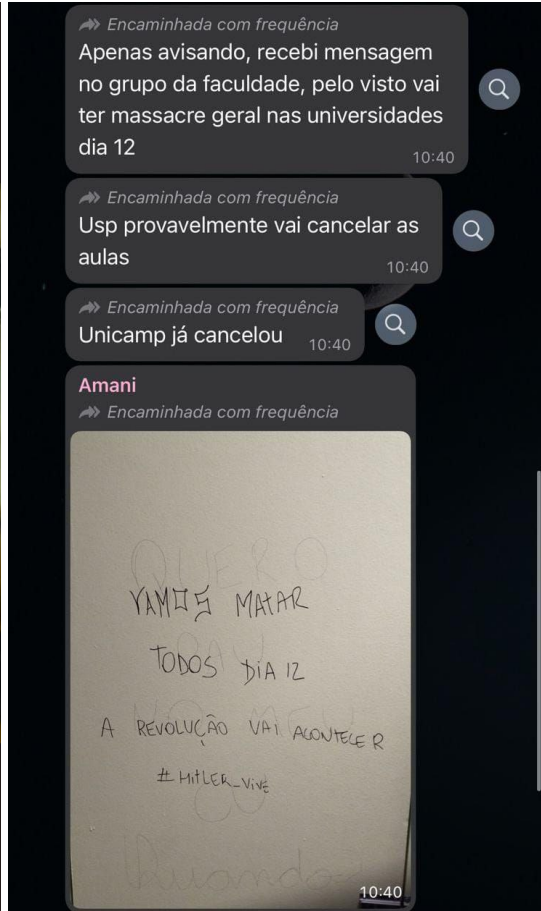 Encaminhada com frequência
Apenas avisando, recebi mensagem
no grupo da faculdade, pelo visto vai
ter massacre geral nas universidades
dia 12
10:40
Encaminhada com frequência
Usp provavelmente vai cancelar as
aulas
10:40
Encaminhada com frequência
Unicamp já cancelou
10:40
Amani
Encaminhada com frequência
QUERO
VAMOS MATAR
TODOS DIA 12
A REVOLUÇÃO VAI ACONTECER
#HITLER_VIVE
Quando
10:40